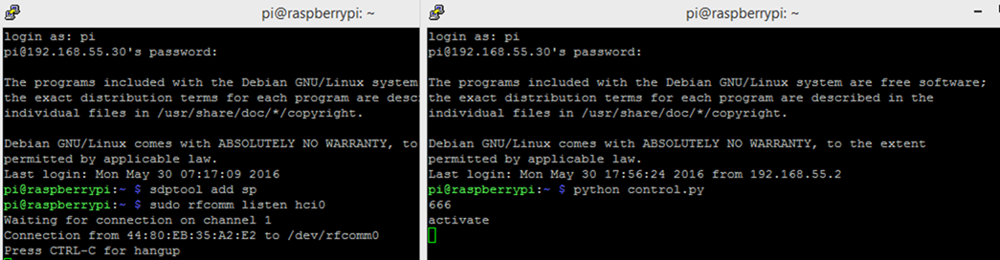 pi@raspberrypi: ~
login as: pi
pi@192.168.55.30's password:
The programs included with the Debian GNU/Linux system
the exact distribution terms for each program are desc
individual files in /usr/share/doc/*/copyright.
Debian GNU/Linux comes with ABSOLUTELY NO WARRANTY, to
permitted by applicable law.
Last login: Mon May 30 07:17:09 2016
pi@raspberrypi:~ $ sdptool add sp
pi@raspberrypi:~ $ sudo rfcomm listen hci0
Waiting for connection on channel 1
Connection from 44:80:EB:35:A2:E2 to /dev/rfcomm0
Press CTRL-C for hangup
pi@raspberrypi: ~
login as: pi
pi@192.168.55.30's password:
The programs included with the Debian GNU/Linux system are free software;
the exact distribution terms for each program are described in the
individual files in /usr/share/doc/*/copyright.
Debian GNU/Linux comes with ABSOLUTELY NO WARRANTY, to the extent
permitted by applicable law.
Last login: Mon May 30 17:56:24 2016 from 192.168.55.2
pi@raspberrypi:~ $ python control.py
666
activate